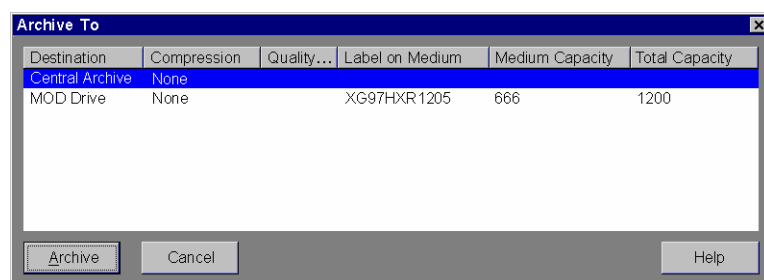 Archive To
Destination Compression Quality... Label on Medium Medium Capacity Total Capacity
Central Archive None
MOD Drive None XG97HXR1205 666 1200
Archive Cancel Help